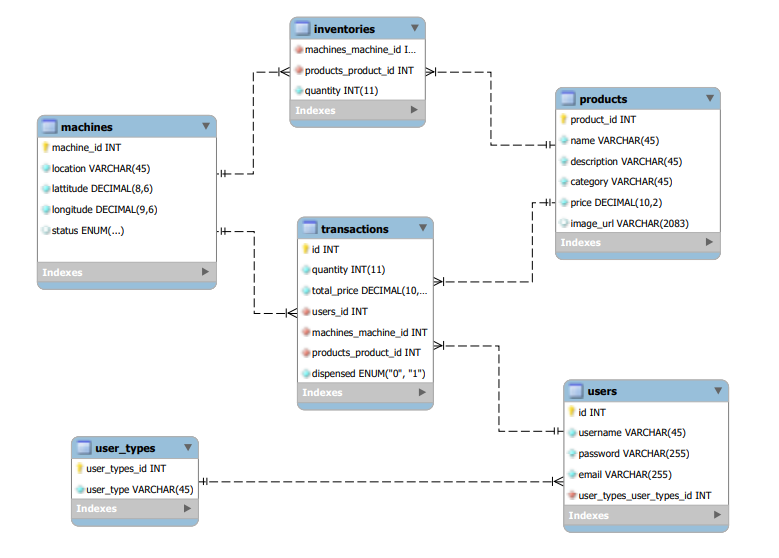 inventories
machines_machine_id I...
products_product_id INT
quantity INT(11)
Indexes
products
product_id INT
name VARCHAR(45)
description VARCHAR(45)
category VARCHAR(45)
price DECIMAL(10,2)
image_url VARCHAR(2083)
Indexes
machines
machine_id INT
location VARCHAR(45)
lattitude DECIMAL(8,6)
longitude DECIMAL(9,6)
status ENUM(...)
Indexes
transactions
id INT
quantity INT(11)
total_price DECIMAL(10,...
users_id INT
machines_machine_id INT
products_product_id INT
dispensed ENUM("0", "1")
Indexes
users
id INT
username VARCHAR(45)
password VARCHAR(255)
email VARCHAR(255)
user_types_user_types_id INT
Indexes
user_types
user_types_id INT
user_type VARCHAR(45)
Indexes